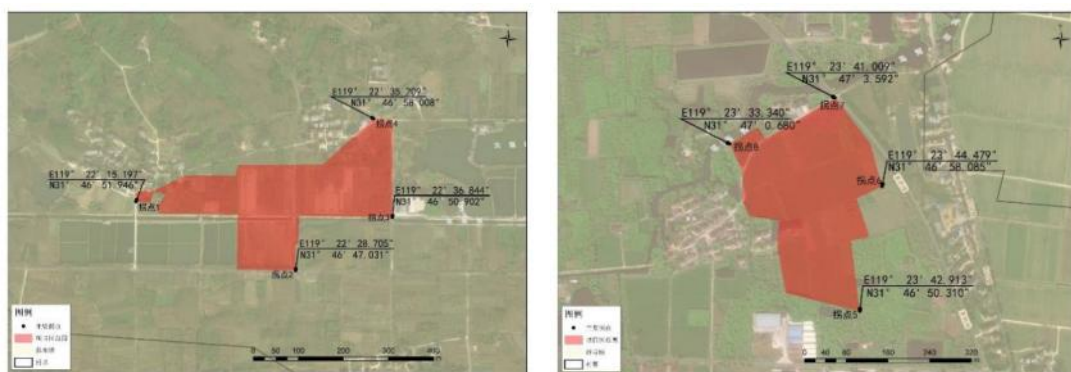 E119° 22′ 35.209″
N31° 46′ 58.008″
拐点4
E119° 22′ 15.197″
N31° 46′ 51.946″
拐点1
E119° 22′ 36.844″
N31° 46′ 50.902″
拐点3
E119° 22′ 28.705″
N31° 46′ 47.031″
拐点2
图例
0 50 100 200 300 400
E119° 23′ 41.009″
N31° 47′ 3.592″
拐点7
E119° 23′ 33.340″
N31° 47′ 0.680″
拐点8
E119° 23′ 44.479″
N31° 46′ 58.085″
拐点6
E119° 23′ 42.913″
N31° 46′ 50.310″
拐点5
图例
0 40 80 160 240 320